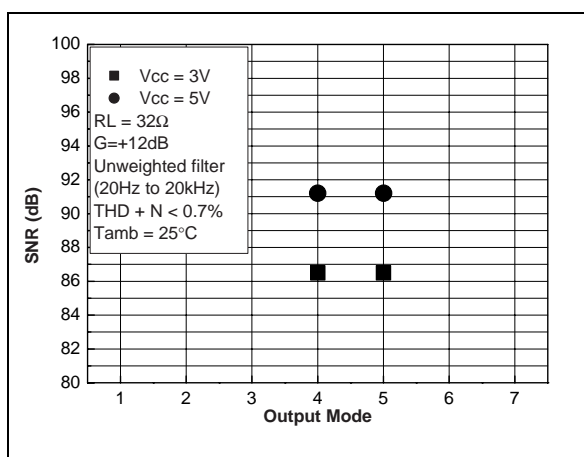 100
98
96
94
92
90
88
86
84
82
80
SNR (dB)
Vcc = 3V
Vcc = 5V
RL = 32Ω
G=+12dB
Unweighted filter
(20Hz to 20kHz)
THD + N < 0.7%
Tamb = 25°C
1 2 3 4 5 6 7
Output Mode